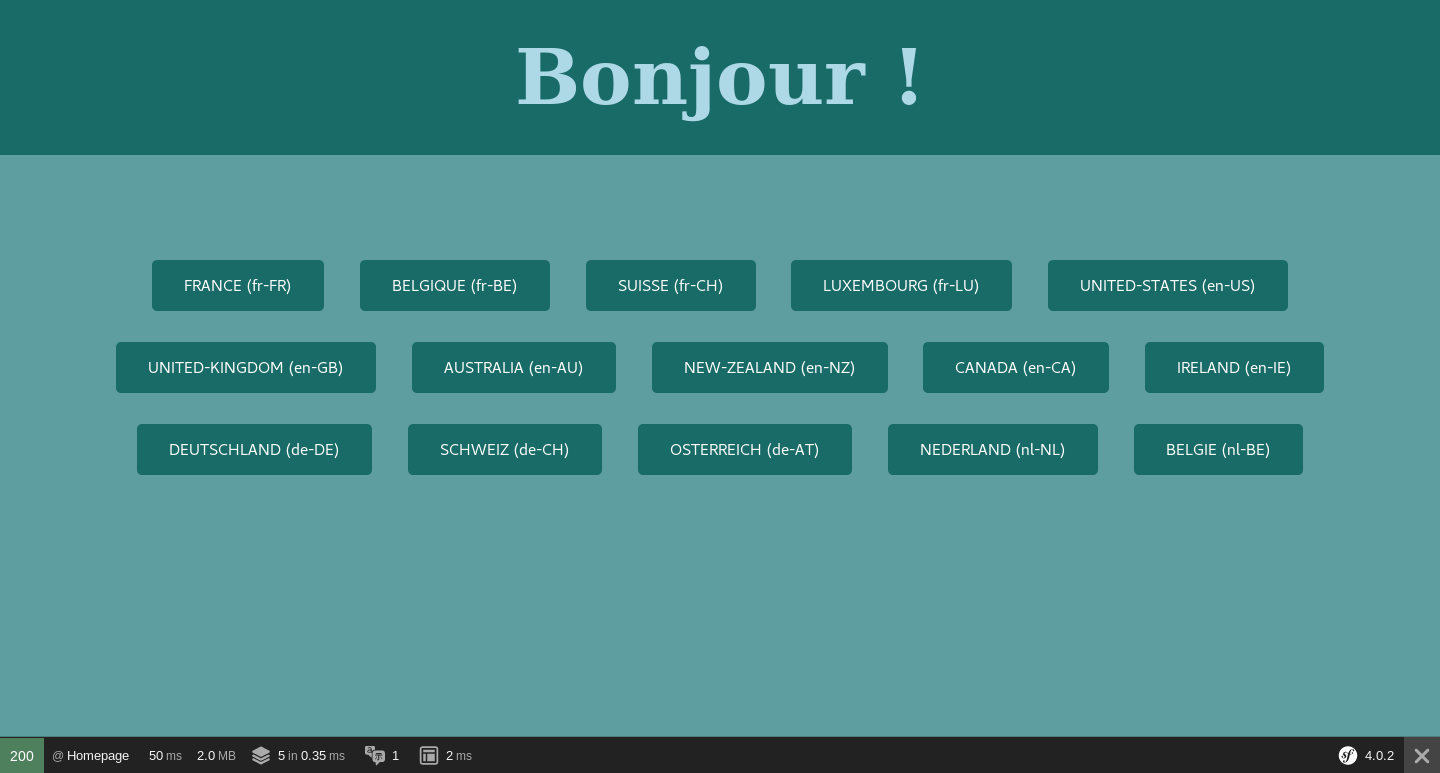 Bonjour !
FRANCE (fr-FR) BELGIQUE (fr-BE) SUISSE (fr-CH) LUXEMBOURG (fr-LU) UNITED-STATES (en-US)
UNITED-KINGDOM (en-GB) AUSTRALIA (en-AU) NEW-ZEALAND (en-NZ) CANADA (en-CA) IRELAND (en-IE)
DEUTSCHLAND (de-DE) SCHWEIZ (de-CH) OSTERREICH (de-AT) NEDERLAND (nl-NL) BELGIE (nl-BE)
200 @ Homepage 50 ms 2.0 MB 5 in 0.35 ms 1 2 ms sf 4.0.2